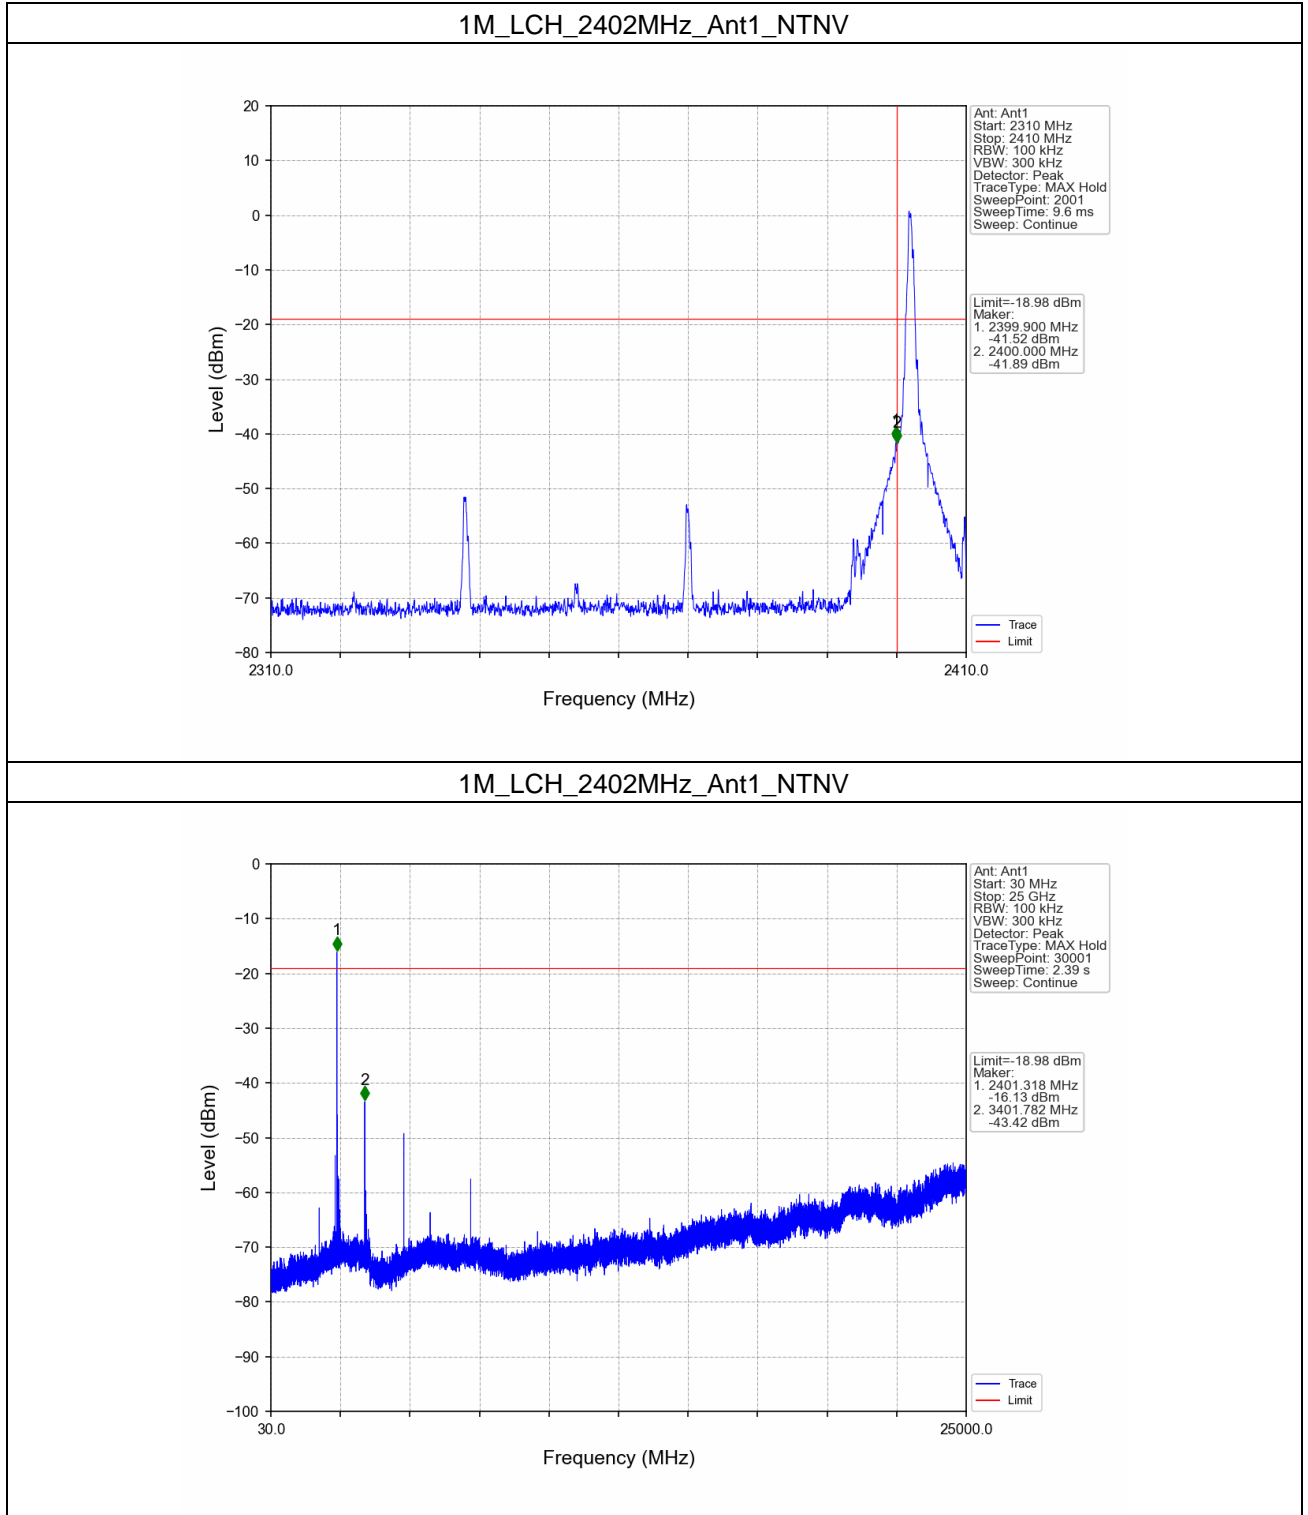 1M_LCH_2402MHz_Ant1_NTNV
20
10
0
−10
−20
−30
−40
−50
−60
−70
−80
Level (dBm)
2310.0
2410.0
Frequency (MHz)
1
2
Ant: Ant1
Start: 2310 MHz
Stop: 2410 MHz
RBW: 100 kHz
VBW: 300 kHz
Detector: Peak
TraceType: MAX Hold
SweepPoint: 2001
SweepTime: 9.6 ms
Sweep: Continue
Limit=-18.98 dBm
Maker:
1. 2399.900 MHz
-41.52 dBm
2. 2400.000 MHz
-41.89 dBm
Trace
Limit
1M_LCH_2402MHz_Ant1_NTNV
0
−10
−20
−30
−40
−50
−60
−70
−80
−90
−100
Level (dBm)
30.0
25000.0
Frequency (MHz)
1
2
Ant: Ant1
Start: 30 MHz
Stop: 25 GHz
RBW: 100 kHz
VBW: 300 kHz
Detector: Peak
TraceType: MAX Hold
SweepPoint: 30001
SweepTime: 2.39 s
Sweep: Continue
Limit=-18.98 dBm
Maker:
1. 2401.318 MHz
-16.13 dBm
2. 3401.782 MHz
-43.42 dBm
Trace
Limit